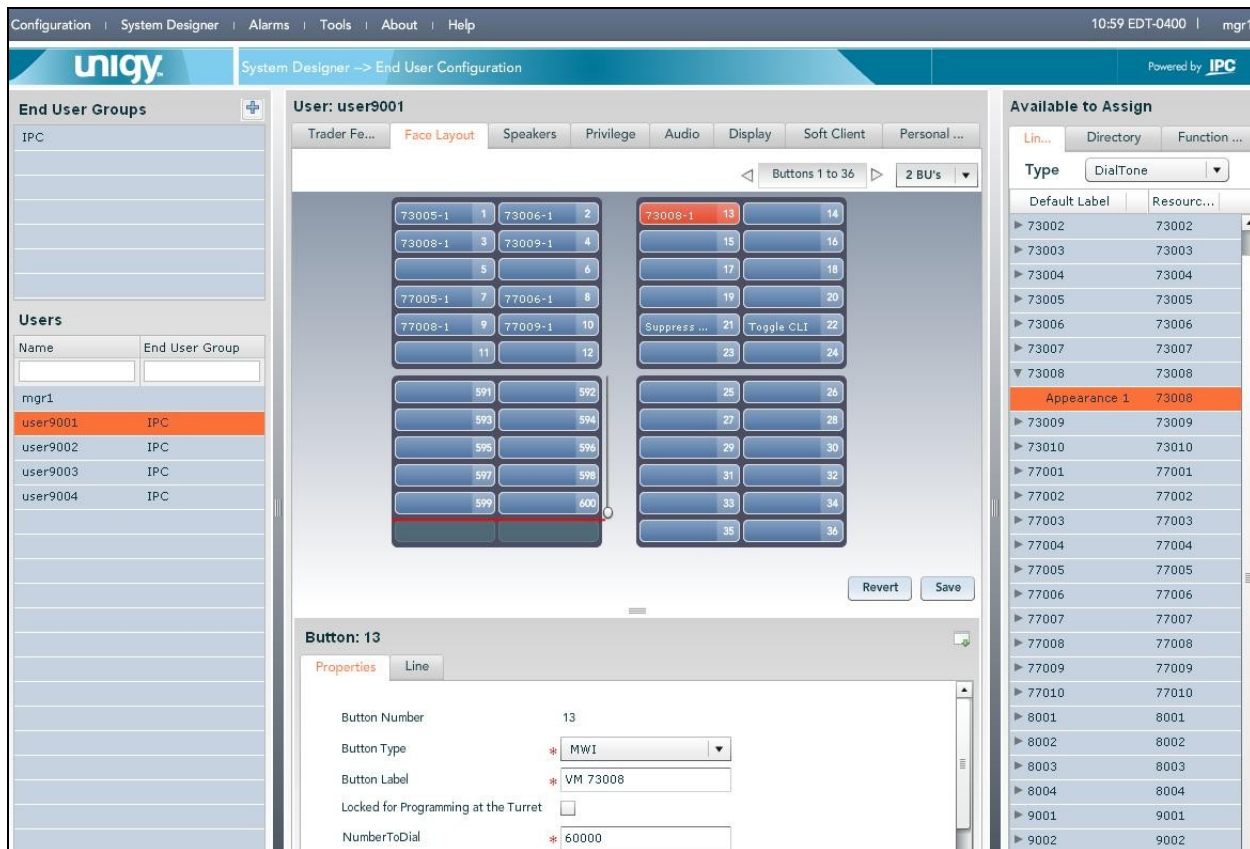 Configuration | System Designer | Alarms | Tools | About | Help 10:59 EDT-0400 | mgr1
unigy™ System Designer --> End User Configuration Powered by IPC
End User Groups
IPC
Users
Name End User Group
mgr1
user9001 IPC
user9002 IPC
user9003 IPC
user9004 IPC
User: user9001
Trader Fe... Face Layout Speakers Privilege Audio Display Soft Client Personal ...
Buttons 1 to 36 2 BU's
73005-1 1 73006-1 2
73008-1 3 73009-1 4
5 6
77005-1 7 77006-1 8
77008-1 9 77009-1 10
11 12
591 592
593 594
595 596
597 598
599 600
73008-1 13 14
15 16
17 18
19 20
Suppress ... 21 Toggle CLI 22
23 24
25 26
27 28
29 30
31 32
33 34
35 36
Revert Save
Button: 13
Properties Line
Button Number 13
Button Type * MWI
Button Label * VM 73008
Locked for Programming at the Turret
NumberToDial * 60000
Available to Assign
Lin... Directory Function ...
Type DialTone
Default Label Resourc...
73002 73002
73003 73003
73004 73004
73005 73005
73006 73006
73007 73007
73008 73008
Appearance 1 73008
73009 73009
73010 73010
77001 77001
77002 77002
77003 77003
77004 77004
77005 77005
77006 77006
77007 77007
77008 77008
77009 77009
77010 77010
8001 8001
8002 8002
8003 8003
8004 8004
9001 9001
9002 9002